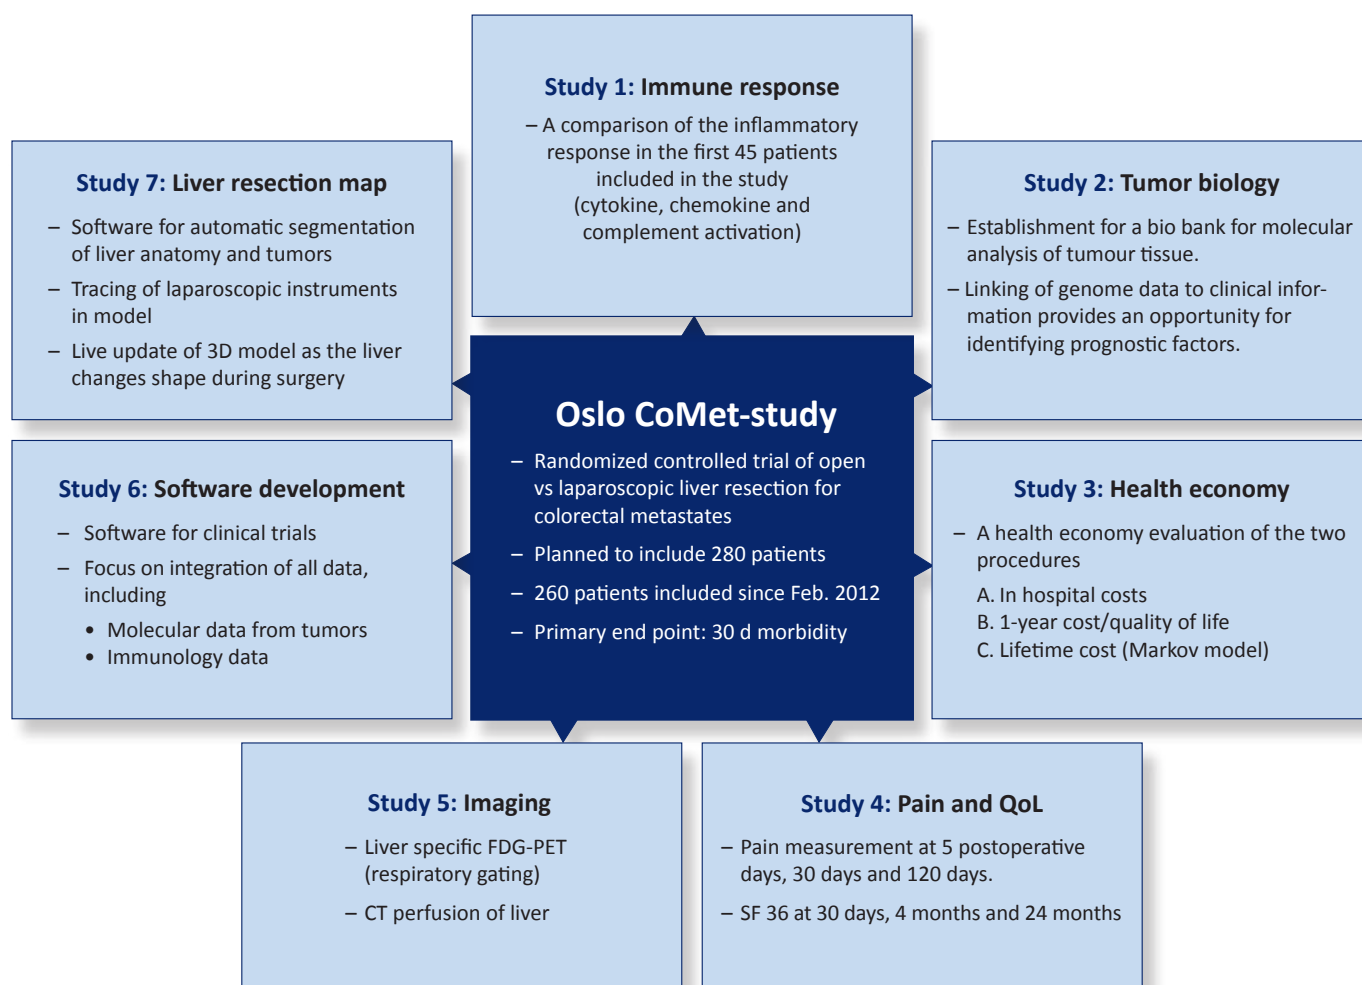 Study 1: Immune response
– A comparison of the inflammatory
response in the first 45 patients
included in the study
(cytokine, chemokine and
complement activation)
Study 7: Liver resection map
– Software for automatic segmentation
of liver anatomy and tumors
– Tracing of laparoscopic instruments
in model
– Live update of 3D model as the liver
changes shape during surgery
Study 2: Tumor biology
– Establishment for a bio bank for molecular
analysis of tumour tissue.
– Linking of genome data to clinical infor-
mation provides an opportunity for
identifying prognostic factors.
Oslo CoMet-study
– Randomized controlled trial of open
vs laparoscopic liver resection for
colorectal metastates
– Planned to include 280 patients
– 260 patients included since Feb. 2012
– Primary end point: 30 d morbidity
Study 6: Software development
– Software for clinical trials
– Focus on integration of all data,
including
• Molecular data from tumors
• Immunology data
Study 3: Health economy
– A health economy evaluation of the two
procedures
A. In hospital costs
B. 1-year cost/quality of life
C. Lifetime cost (Markov model)
Study 5: Imaging
– Liver specific FDG-PET
(respiratory gating)
– CT perfusion of liver
Study 4: Pain and QoL
– Pain measurement at 5 postoperative
days, 30 days and 120 days.
– SF 36 at 30 days, 4 months and 24 months